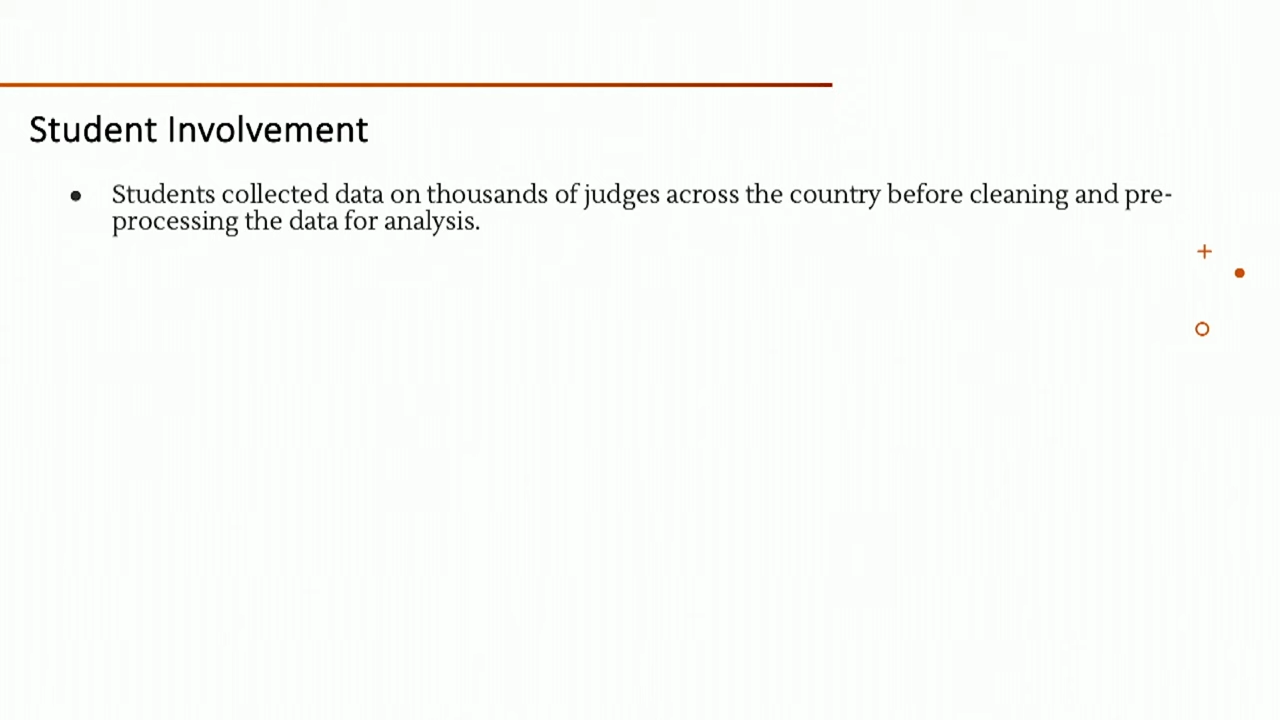 Student Involvement
• Students collected data on thousands of judges across the country before cleaning and pre-
processing the data for analysis.